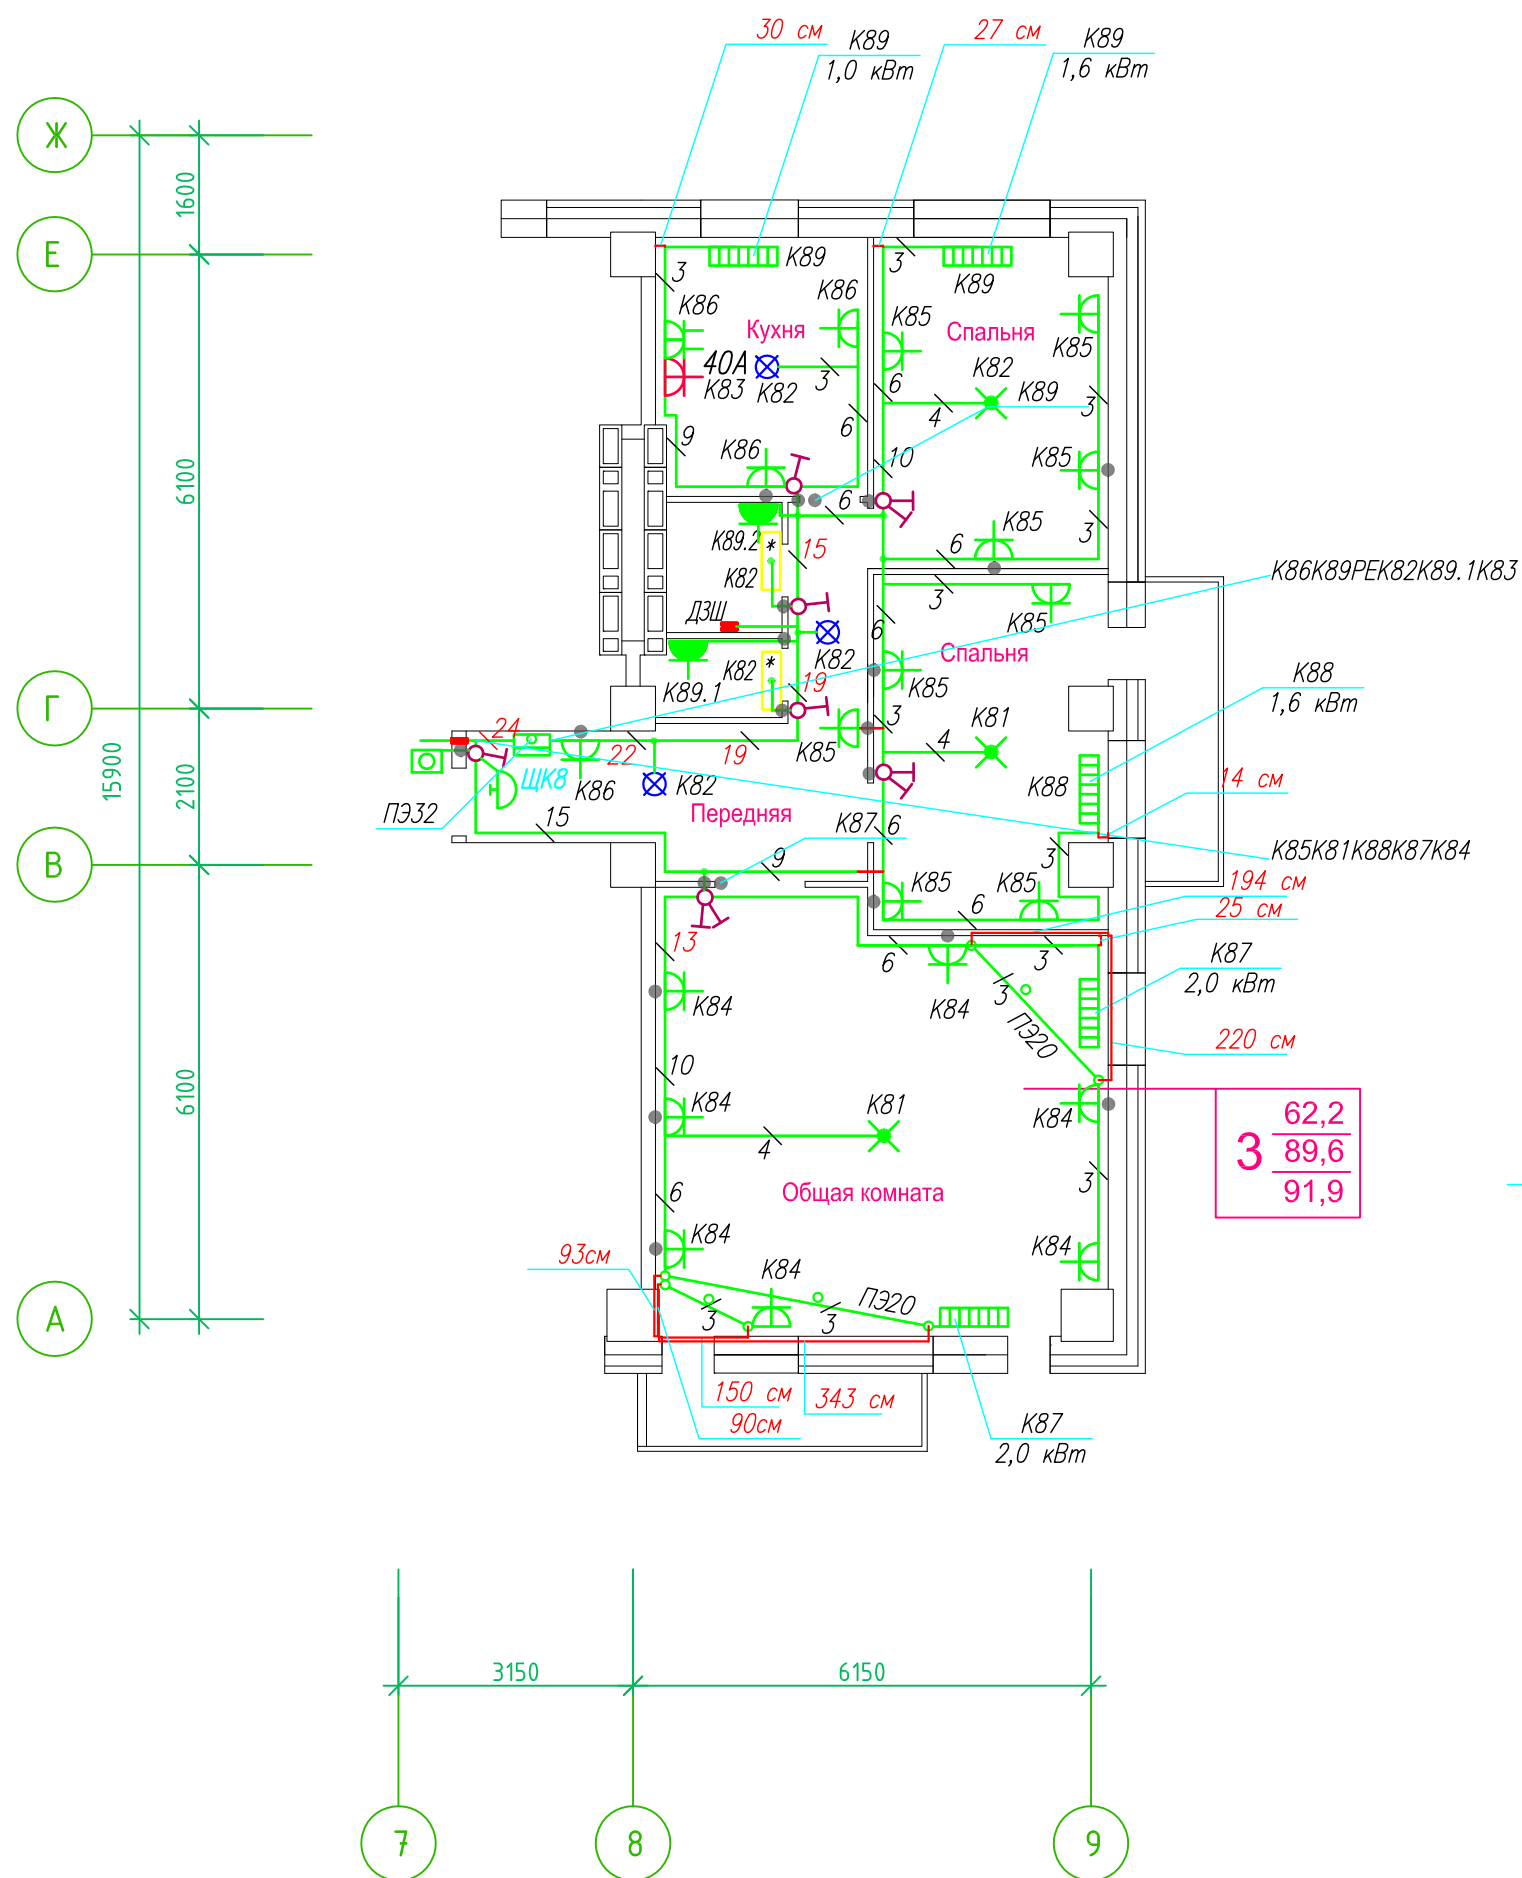 30 см
К89
1,0 кВт
27 см
К89
1,6 кВт
Ж
1600
Е
К89
3
К86
К86
Кухня
40А
К83
К82
3
6
9
К86
3
К89
К85
Спальня
К85
К82
К89
6
4
3
10
К85
6
К85
3
6
6100
К89.2
*
15
К82
ДЗШ
К82
*
К82
К89.1
19
3
К85
6
Спальня
К85
К86К89РЕК82К89.1К83
К88
1,6 кВт
Г
24
22
19
К85
3
К81
4
К88
14 см
15900
2100
ЩК8
К86
К82
ПЭ32
Передняя
15
К87
6
3
К85К81К88К87К84
В
9
К85
К85
194 см
25 см
6
13
6
3
К87
2,0 кВт
К84
К84
3
ПЭ20
220 см
10
6100
К84
К81
К84
4
3
62,2
89,6
91,9
3
Общая комната
6
К84
К84
93см
К84
А
3
3
ПЭ20
150 см
343 см
90см
К87
2,0 кВт
3150
6150
7
8
9